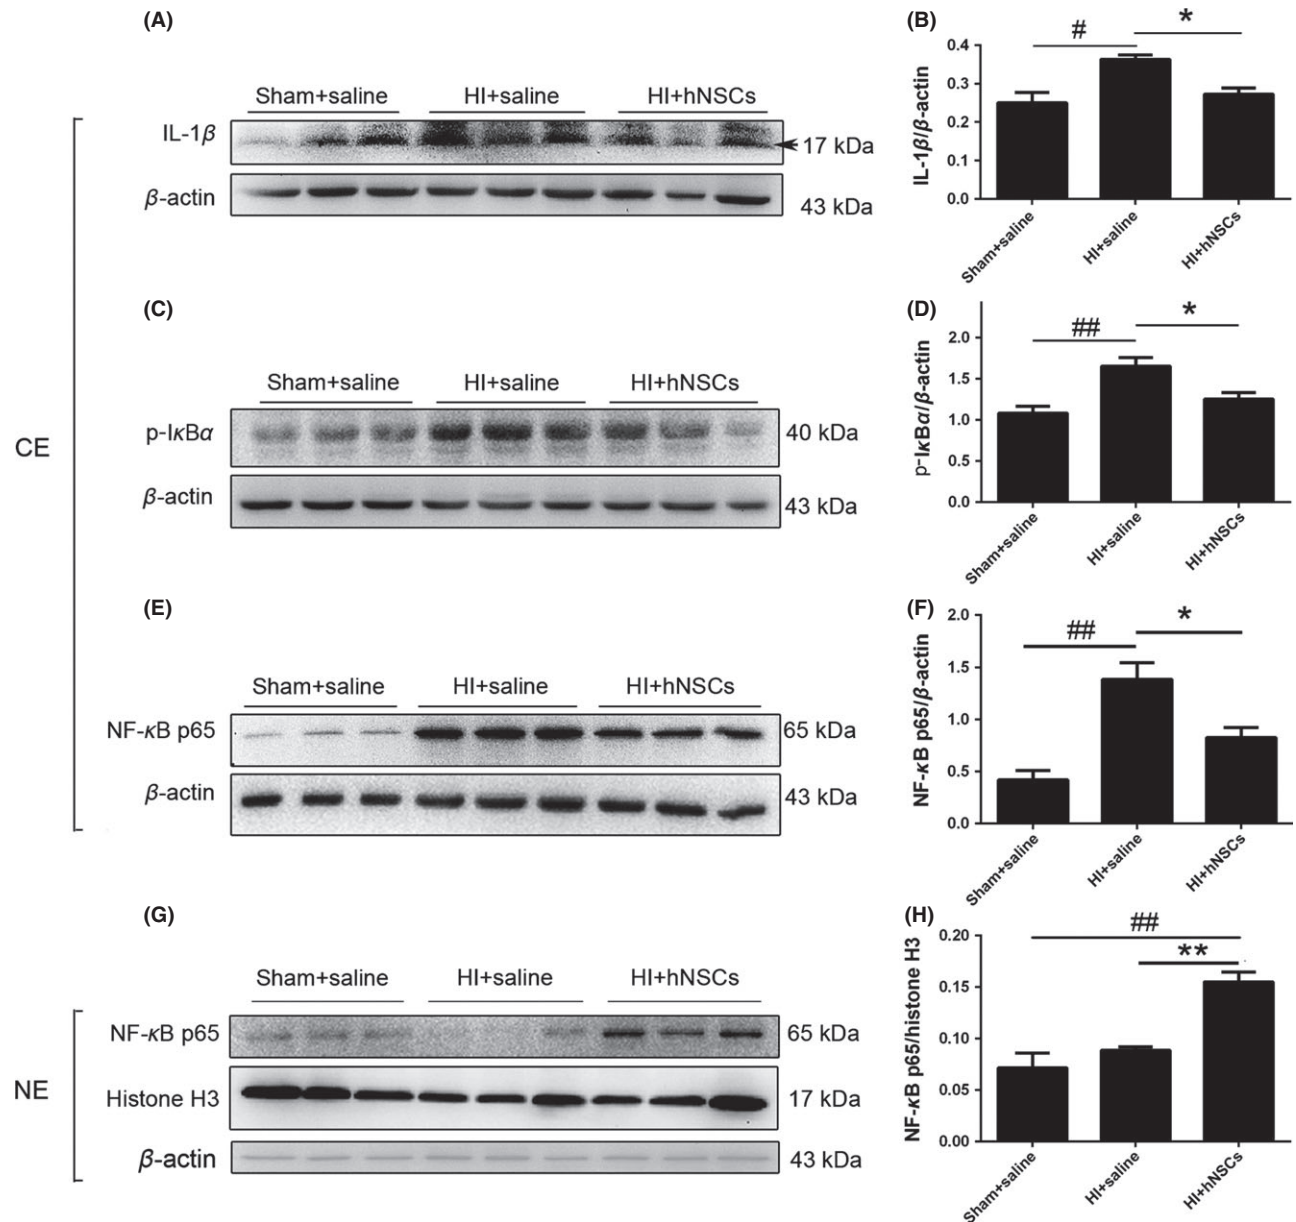 (A)
Sham+saline HI+saline HI+hNSCs
IL-1β
17 kDa
β-actin
43 kDa
(B)
# *
IL-1β/β-actin
0.4
0.3
0.2
0.1
0.0
Sham+saline
HI+saline
HI+hNSCs
CE
(C)
Sham+saline HI+saline HI+hNSCs
p-IκBα
40 kDa
β-actin
43 kDa
(D)
## *
p-IκBα/β-actin
2.0
1.5
1.0
0.5
0.0
Sham+saline
HI+saline
HI+hNSCs
(E)
Sham+saline HI+saline HI+hNSCs
NF-κB p65
65 kDa
β-actin
43 kDa
(F)
## *
NF-κB p65/β-actin
2.0
1.5
1.0
0.5
0.0
Sham+saline
HI+saline
HI+hNSCs
NE
(G)
Sham+saline HI+saline HI+hNSCs
NF-κB p65
65 kDa
Histone H3
17 kDa
β-actin
43 kDa
(H)
##
**
NF-κB p65/histone H3
0.20
0.15
0.10
0.05
0.00
Sham+saline
HI+saline
HI+hNSCs